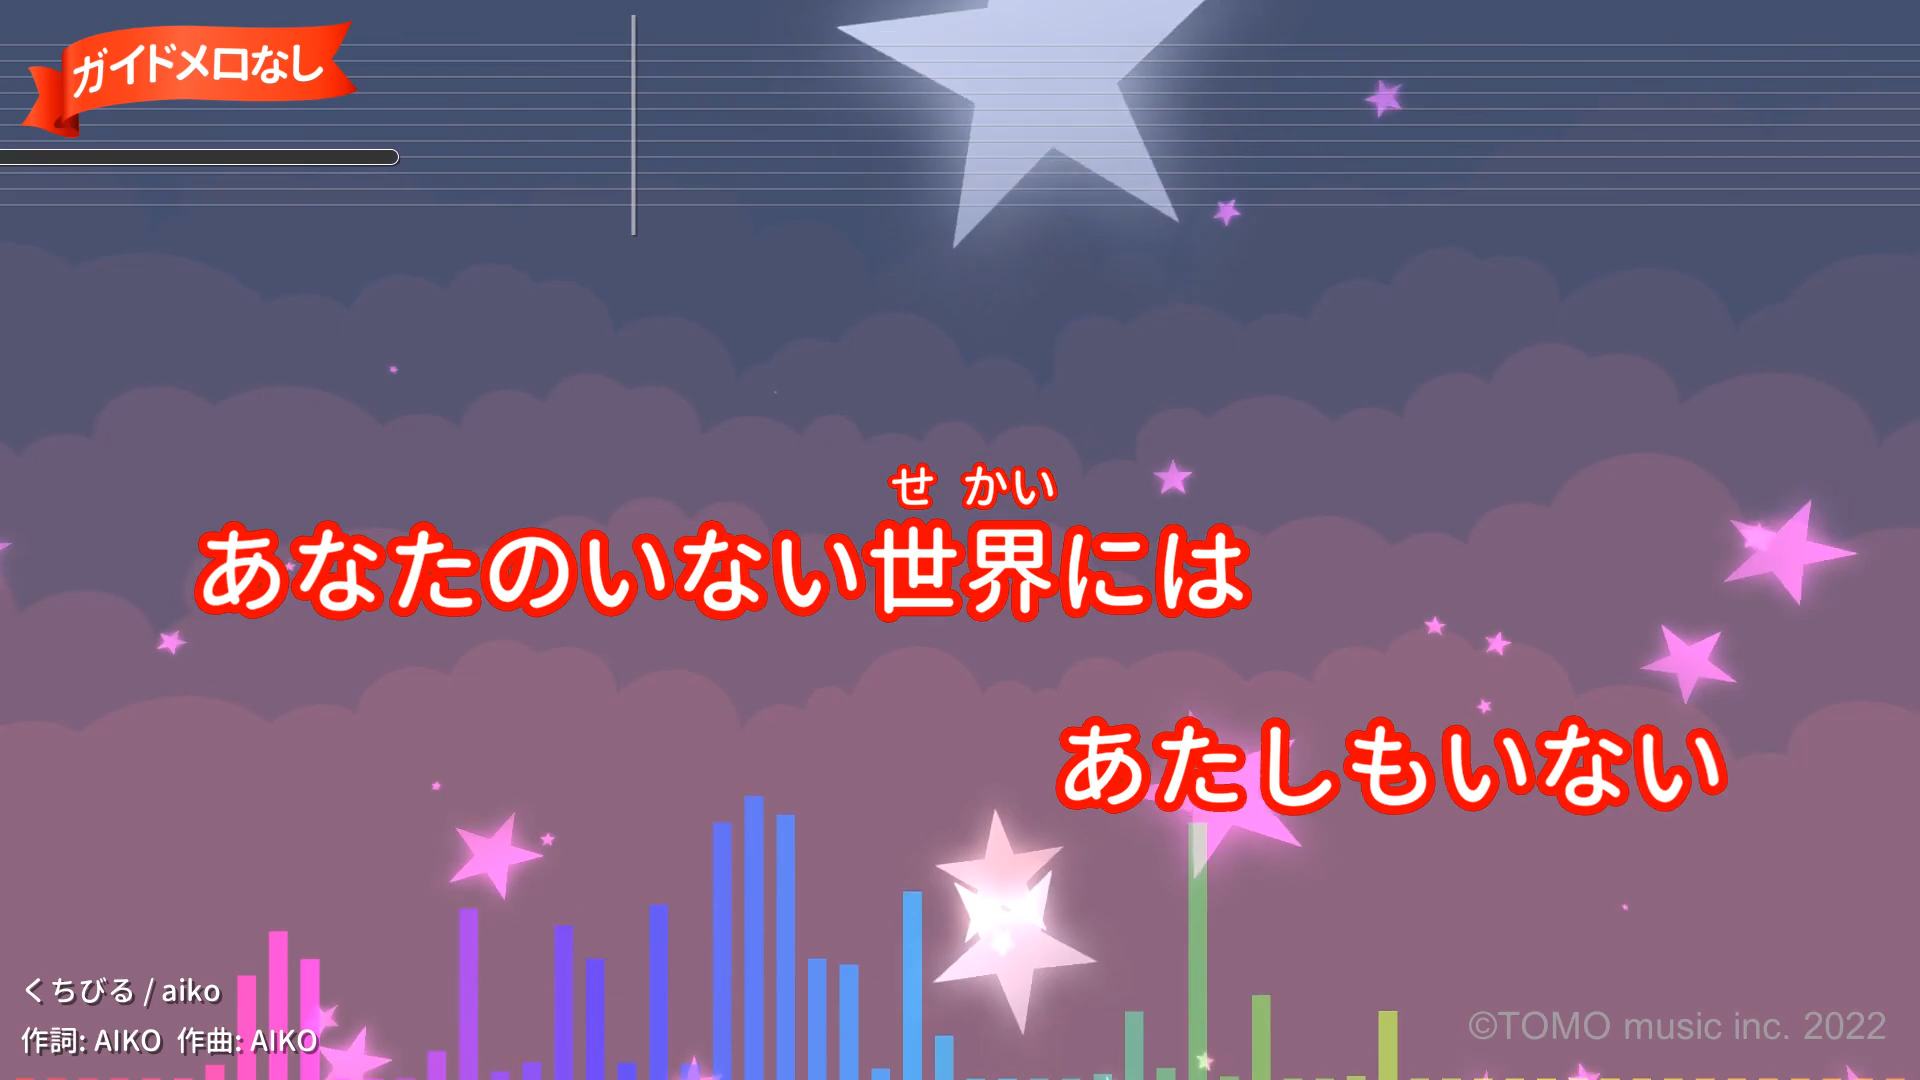 ガイドメロなし
せかい
あなたのいない世界には
あたしもいない
くちびる / aiko
作詞: AIKO 作曲: AIKO
©TOMO music inc. 2022